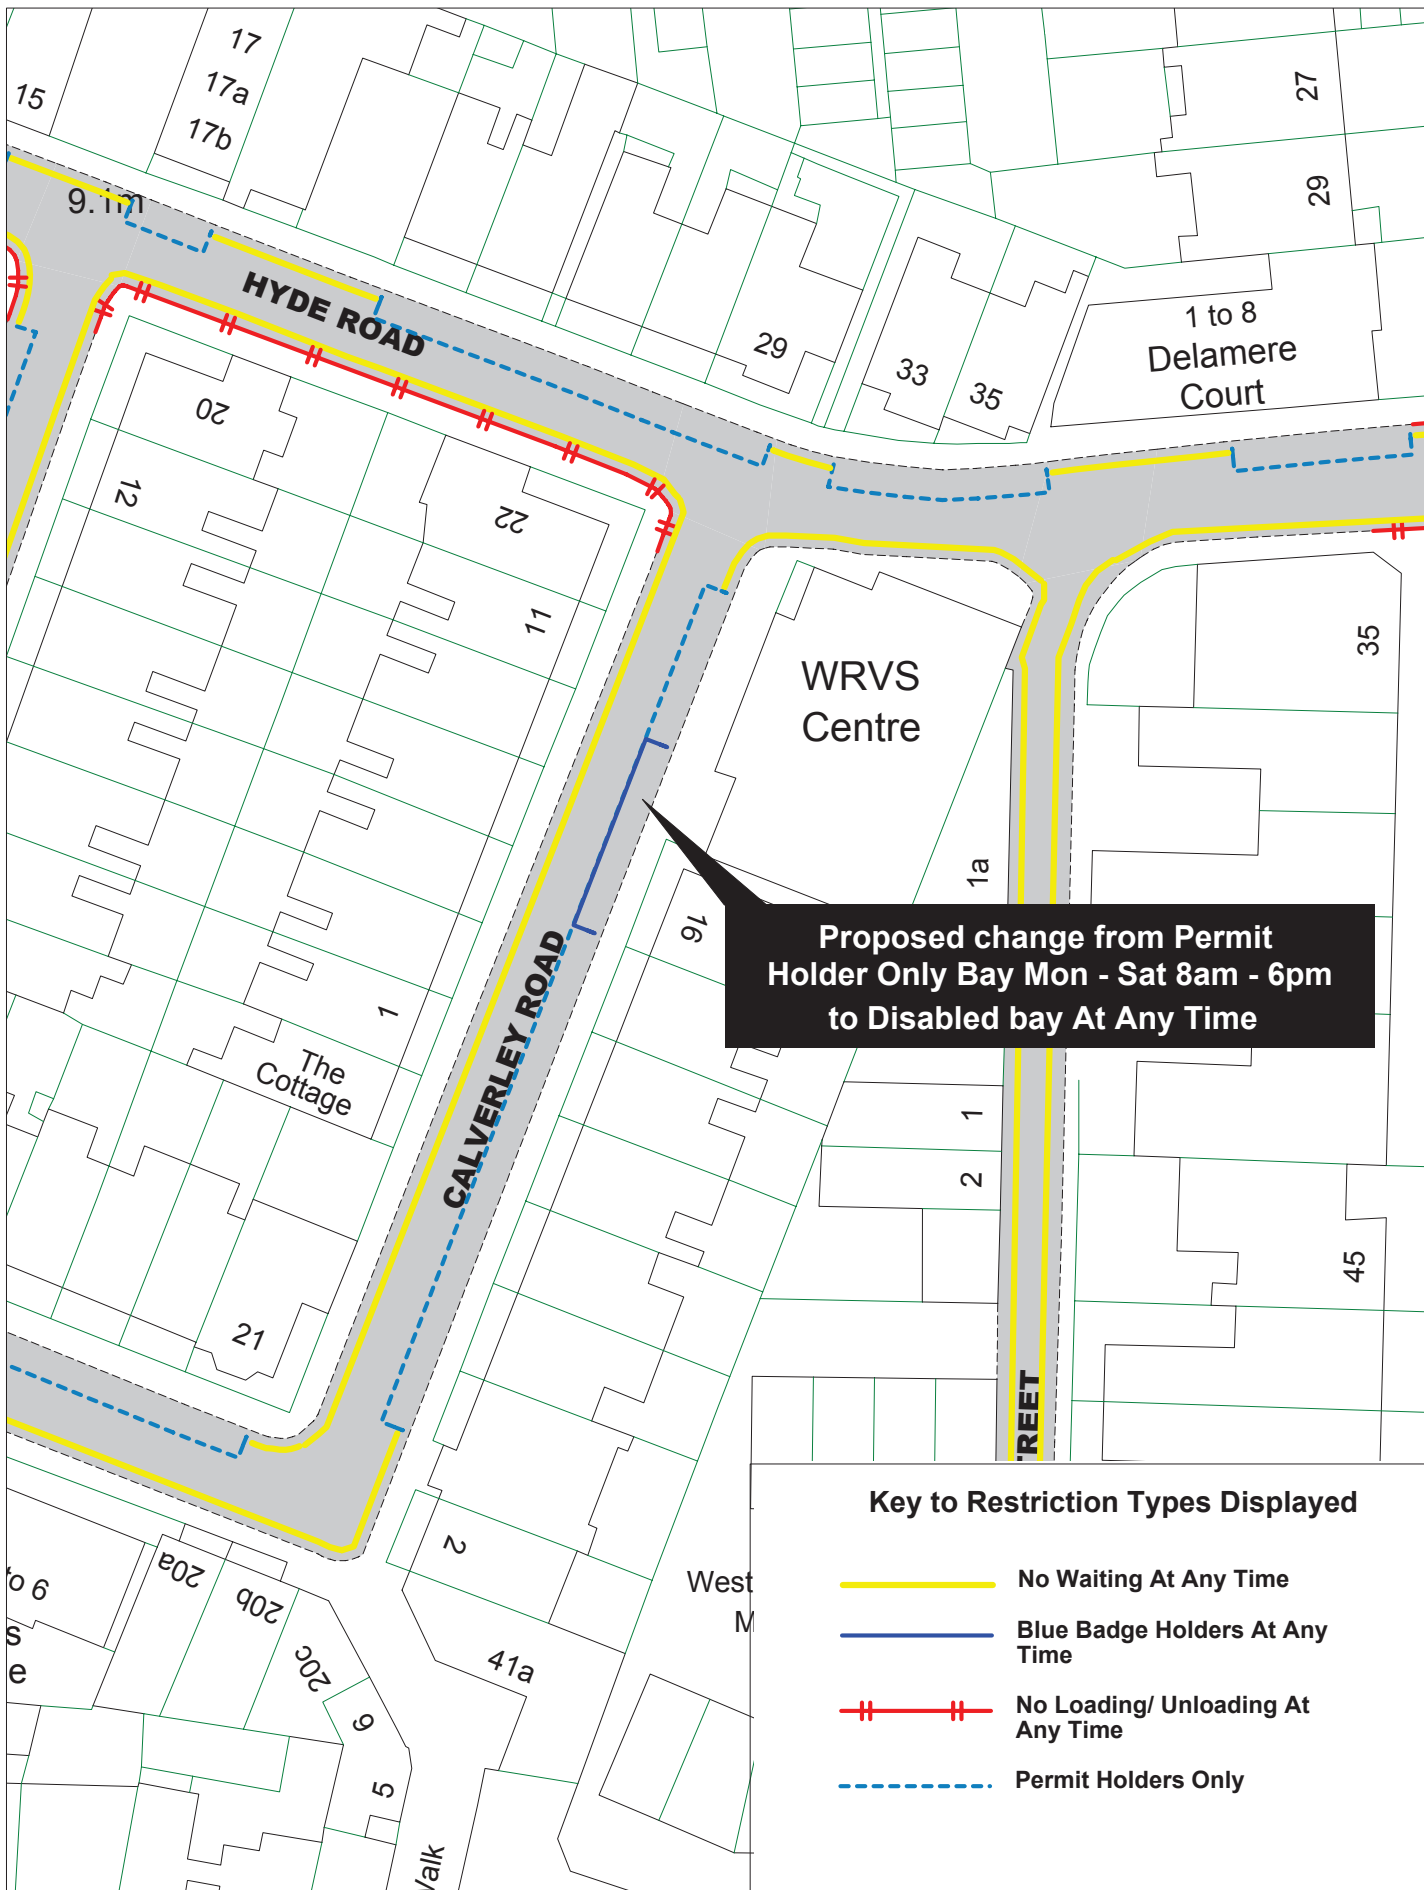 17
17a
17b
15
27
29
9.1m
HYDE ROAD
29
33
35
1 to 8
Delamere
Court
20
12
22
11
35
WRVS
Centre
1a
16
Proposed change from Permit
Holder Only Bay Mon - Sat 8am - 6pm
to Disabled bay At Any Time
CALVERLEY ROAD
1
The
Cottage
1
2
45
21
TREET
2
to 9
s
e
20a
20b
20c
6
5
41a
West
M
Walk
Key to Restriction Types Displayed
No Waiting At Any Time
Blue Badge Holders At Any
Time
No Loading/ Unloading At
Any Time
Permit Holders Only